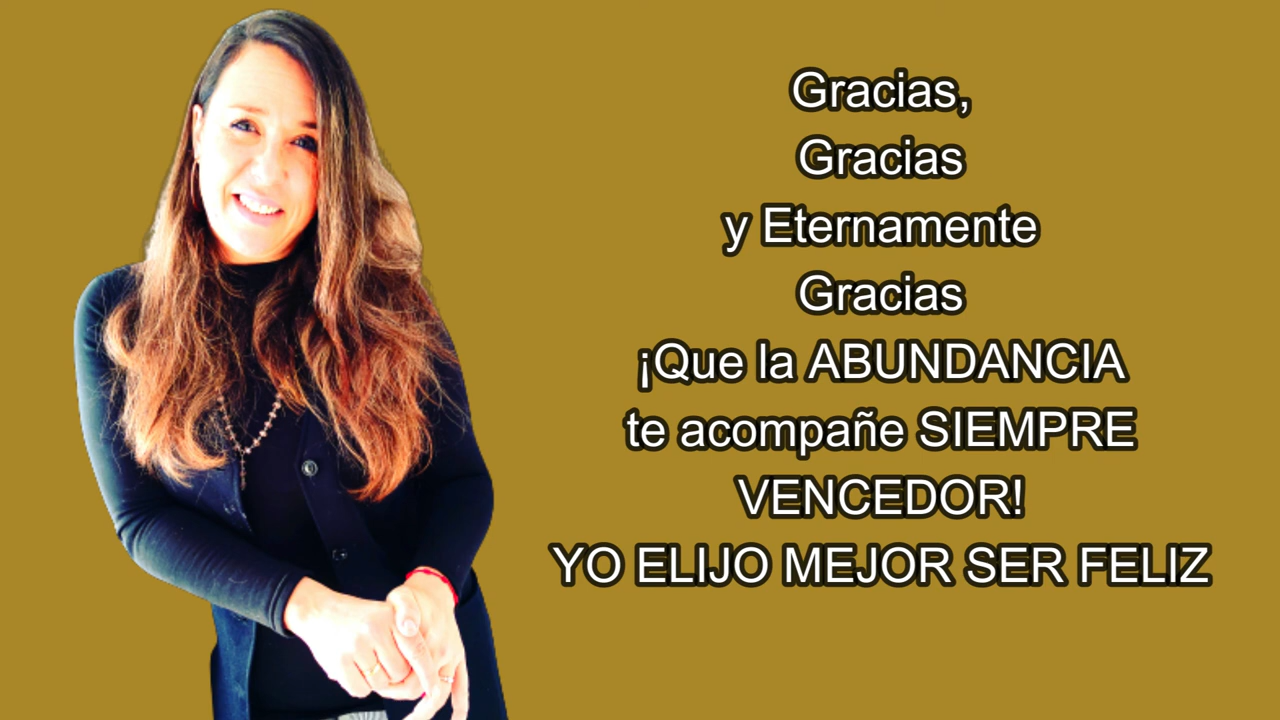 Gracias,
Gracias
y Eternamente
Gracias
¡Que la ABUNDANCIA
te acompañe SIEMPRE
VENCEDOR!
YO ELIJO MEJOR SER FELIZ